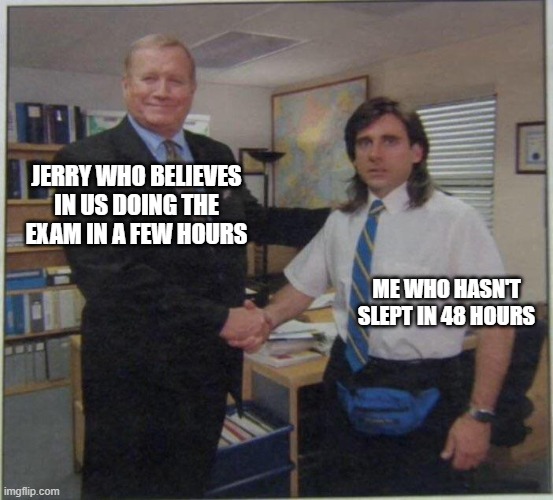 JERRY WHO BELIEVES
IN US DOING THE
EXAM IN A FEW HOURS
ME WHO HASN'T
SLEPT IN 48 HOURS
imgflip.com